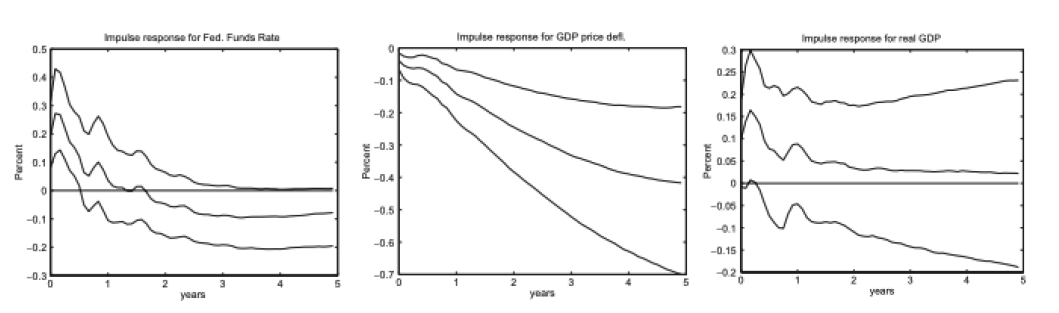 Impulse response for Fed. Funds Rate
0.5
0.4
0.3
0.2
0.1
0
−0.1
−0.2
−0.3
Percent
0 1 2 3 4 5
years
Impulse response for GDP price defl.
0
−0.1
−0.2
−0.3
−0.4
−0.5
−0.6
−0.7
Percent
0 1 2 3 4 5
years
Impulse response for real GDP
0.3
0.25
0.2
0.15
0.1
0.05
0
−0.05
−0.1
−0.15
−0.2
Percent
0 1 2 3 4 5
years